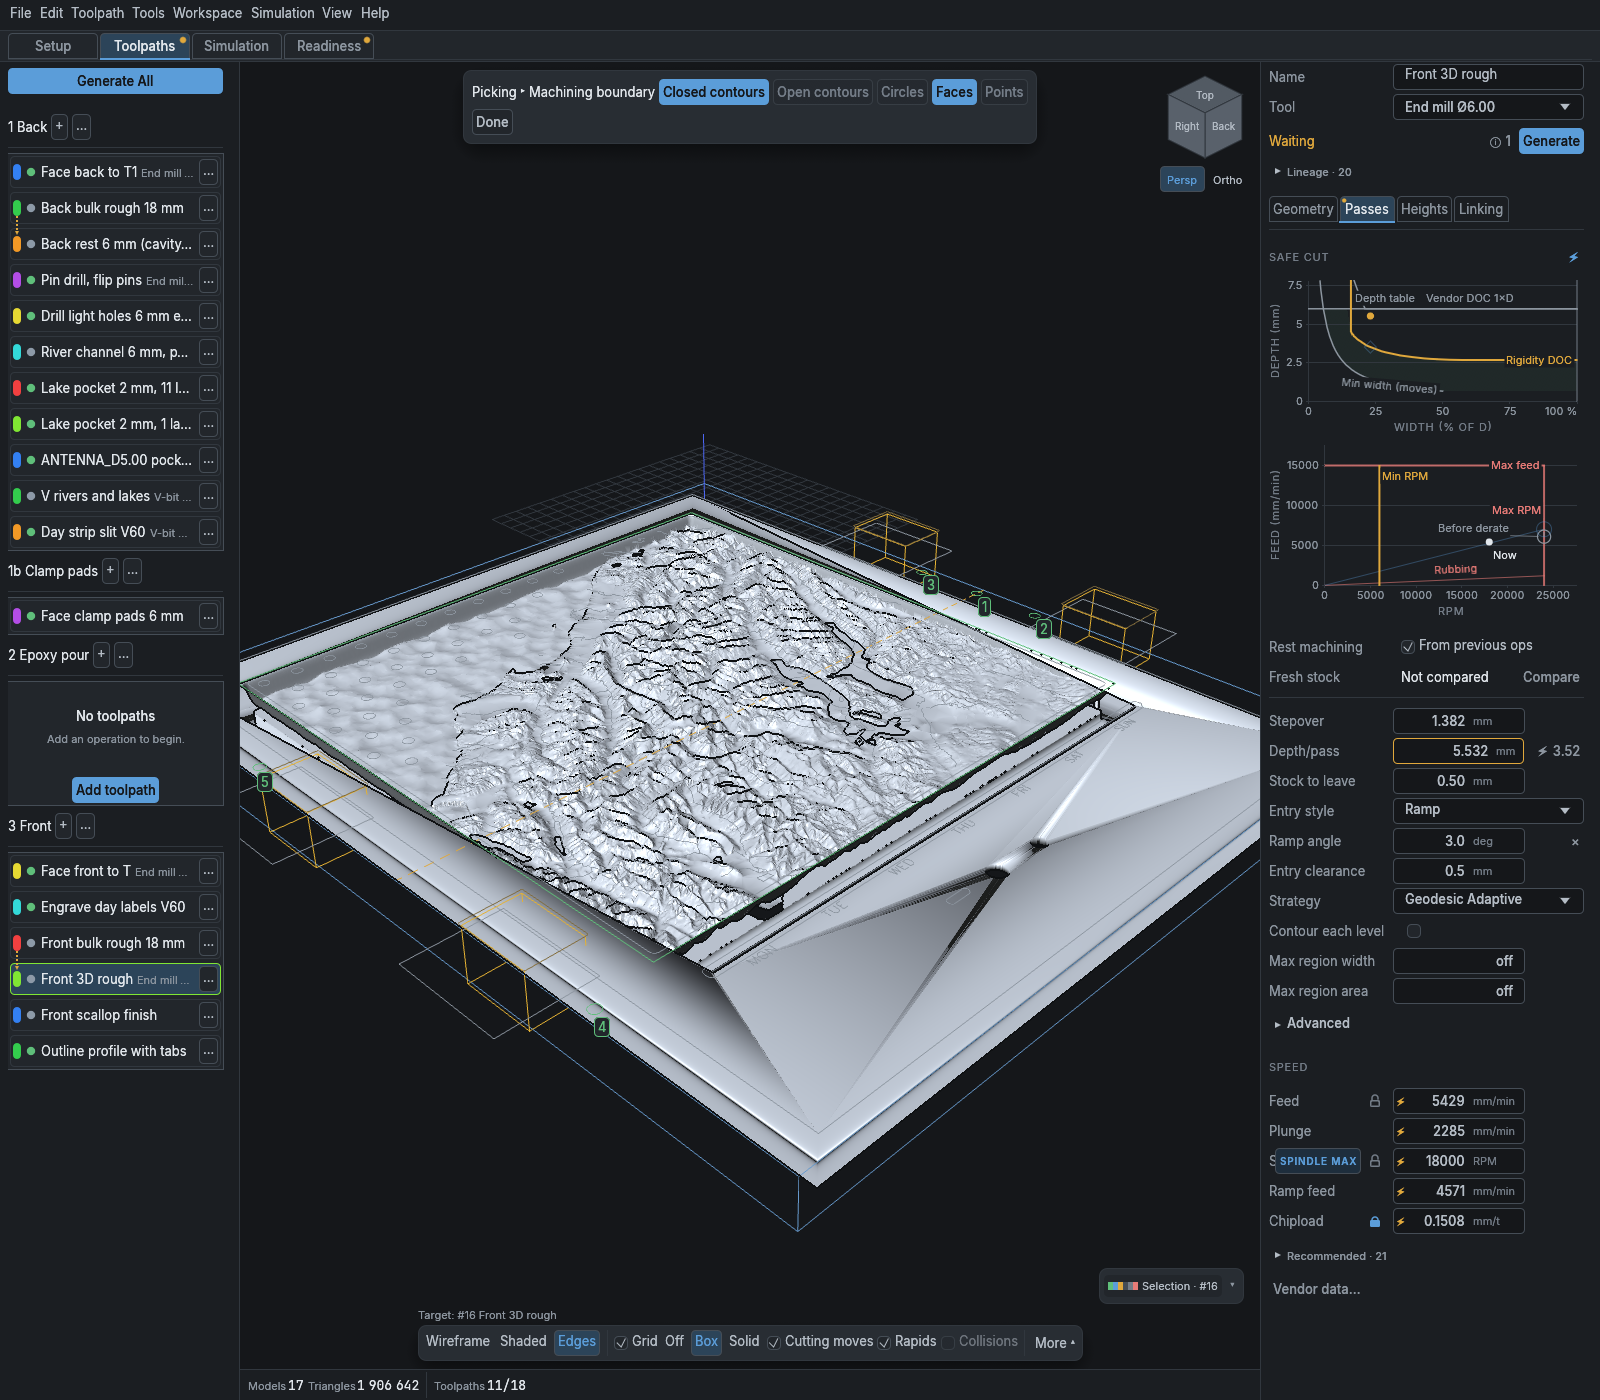 File Edit Toolpath Tools Workspace Simulation View Help
Setup Toolpaths Simulation Readiness
Generate All
1 Back + ...
Face back to T1 End mill ... ...
Back bulk rough 18 mm ...
Back rest 6 mm (cavity... ...
Pin drill, flip pins End mil... ...
Drill light holes 6 mm e... ...
River channel 6 mm, p... ...
Lake pocket 2 mm, 11 l... ...
Lake pocket 2 mm, 1 la... ...
ANTENNA_D5.00 pock... ...
V rivers and lakes V-bit ... ...
Day strip slit V60 V-bit ... ...
1b Clamp pads + ...
Face clamp pads 6 mm ...
2 Epoxy pour + ...
No toolpaths
Add an operation to begin.
Add toolpath
3 Front + ...
Face front to T End mill ... ...
Engrave day labels V60 ...
Front bulk rough 18 mm ...
Front 3D rough End mill ... ...
Front scallop finish ...
Outline profile with tabs ...
Picking ▸ Machining boundary Closed contours Open contours Circles Faces Points
Done
Top
Right Back
Persp Ortho
3
1
2
5
4
MON
TUE
WED
THU
FRI
SAT
Selection · #16
Target: #16 Front 3D rough
Wireframe Shaded Edges Grid Off Box Solid Cutting moves Rapids Collisions More
Models 17 Triangles 1 906 642 Toolpaths 11/18
Name Front 3D rough
Tool End mill Ø6.00
Waiting 1 Generate
Lineage · 20
Geometry Passes Heights Linking
SAFE CUT
DEPTH (mm)
7.5
5
2.5
0
Depth table Vendor DOC 1×D
Rigidity DOC
Min width (moves)
0 25 50 75 100 %
WIDTH (% OF D)
FEED (mm/min)
15000
10000
5000
0
Max feed
Min RPM
Max RPM
Before derate
Now
Rubbing
0 5000 10000 15000 20000 25000
RPM
Rest machining From previous ops
Fresh stock Not compared Compare
Stepover 1.382 mm
Depth/pass 5.532 mm ⚡ 3.52
Stock to leave 0.50 mm
Entry style Ramp
Ramp angle 3.0 deg ×
Entry clearance 0.5 mm
Strategy Geodesic Adaptive
Contour each level
Max region width off
Max region area off
Advanced
SPEED
Feed 5429 mm/min
Plunge 2285 mm/min
S SPINDLE MAX 18000 RPM
Ramp feed 4571 mm/min
Chipload 0.1508 mm/t
Recommended · 21
Vendor data...